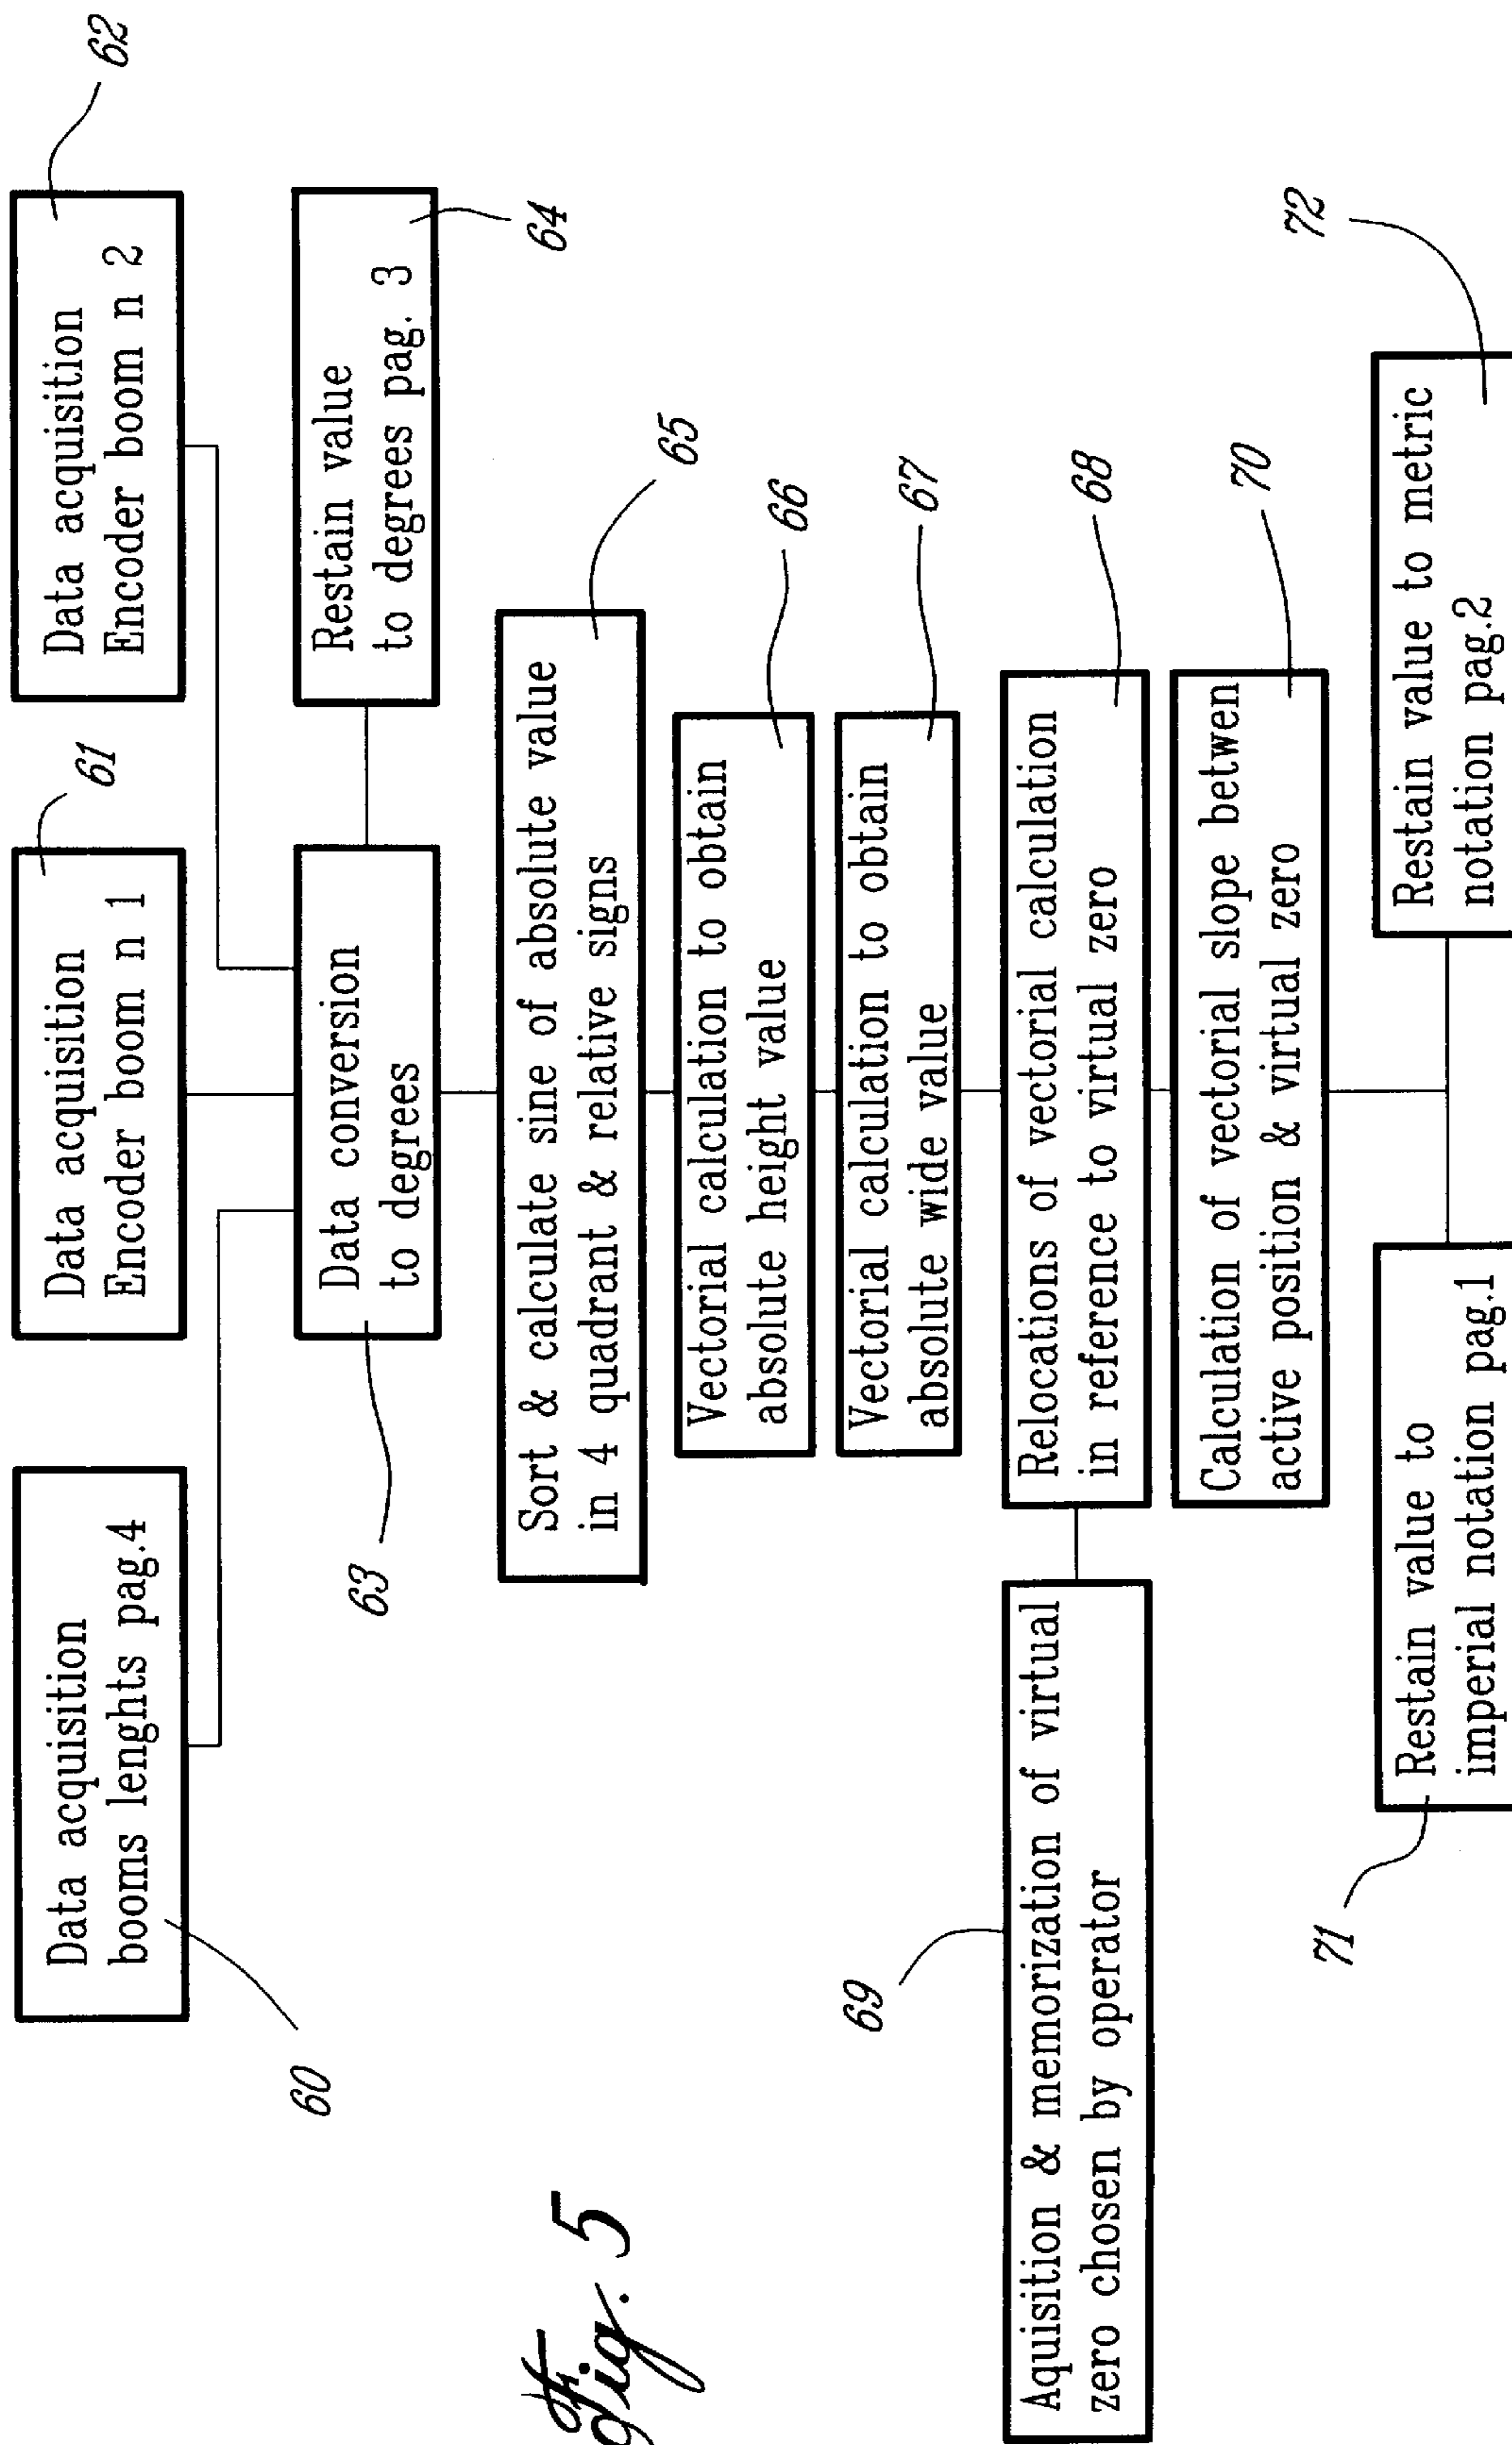 Data acquisition
booms lenghts pag.4
60
Data acquisition
Encoder boom n 1
61
Data acquisition
Encoder boom n 2
62
Data conversion
to degrees
63
Restain value
to degrees pag. 3
64
Sort & calculate sine of absolute value
in 4 quadrant & relative signs
65
Vectorial calculation to obtain
absolute height value
66
Vectorial calculation to obtain
absolute wide value
67
Aquisition & memorization of virtual
zero chosen by operator
69
Relocations of vectorial calculation
in reference to virtual zero
68
Calculation of vectorial slope betwen
active position & virtual zero
70
Restain value to
imperial notation pag.1
71
Restain value to metric
notation pag.2
72
Fig. 5